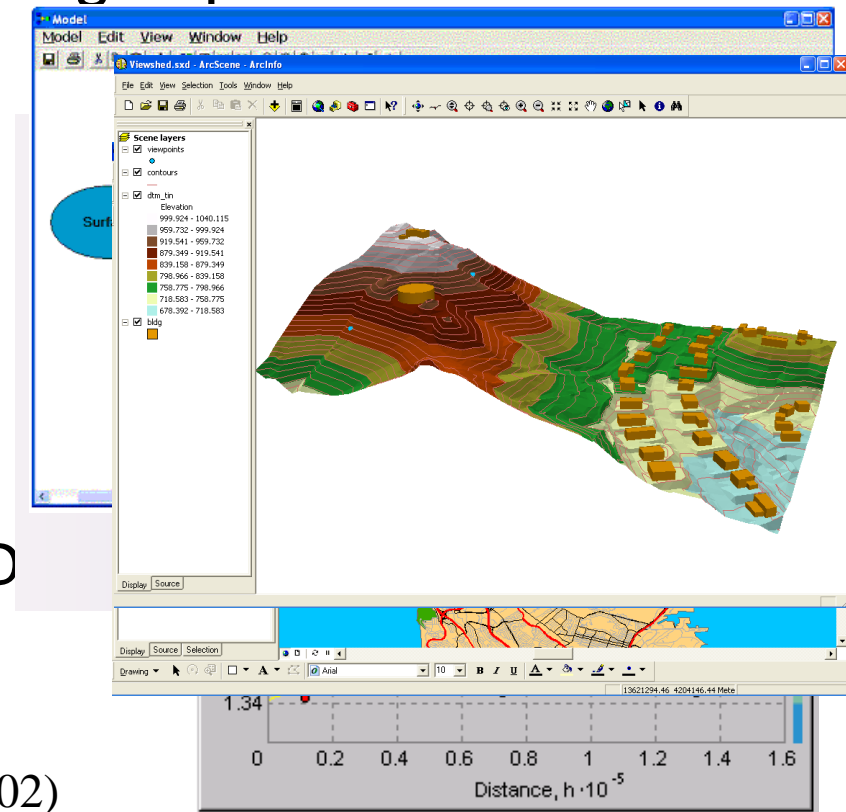 Model
Model Edit View Window Help
Viewshed.sxd - ArcScene - ArcInfo
File Edit View Selection Tools Window Help
Scene layers
viewpoints
contours
dtm_tin
Elevation
999.924 - 1040.115
959.732 - 999.924
919.541 - 959.732
879.349 - 919.541
839.158 - 879.349
798.966 - 839.158
758.775 - 798.966
718.583 - 758.775
678.392 - 718.583
bldg
Display Source
Display Source Selection
Drawing A Arial 10 B I U A
13621294.46 4204146.44 Mete
1.34
0 0.2 0.4 0.6 0.8 1 1.2 1.4 1.6
Distance, h·10^-5
02)